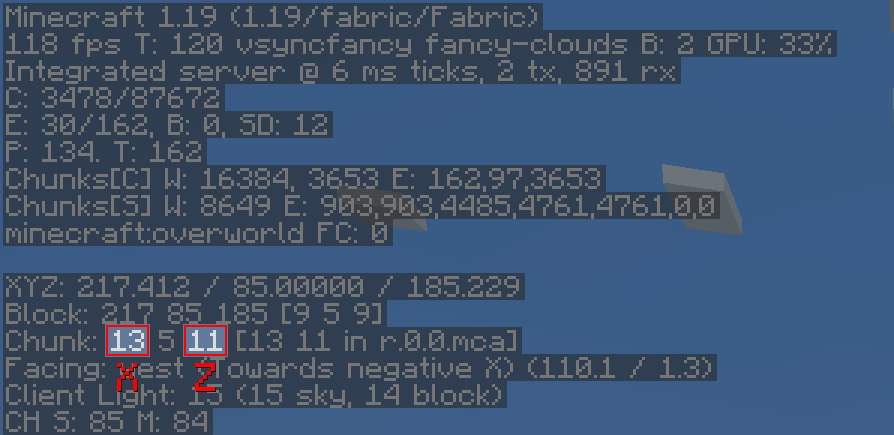 Minecraft 1.19 (1.19/fabric/Fabric)
118 fps T: 120 vsyncfancy fancy-clouds B: 2 GPU: 33%
Integrated server @ 6 ms ticks, 2 tx, 891 rx
C: 3478/87672
E: 30/162, B: 0, SD: 12
P: 134. T: 162
Chunks[C] W: 16384, 3653 E: 162,97,3653
Chunks[S] W: 8649 E: 903,903,4485,4761,4761,0,0
minecraft:overworld FC: 0
XYZ: 217.412 / 85.00000 / 185.229
Block: 217 85 185 [9 5 9]
Chunk: 13 5 11 [13 11 in r.0.0.mca]
Facing: west (Towards negative X) (110.1 / 1.3)
X Z
Client Light: 15 (15 sky, 14 block)
CH S: 85 M: 84